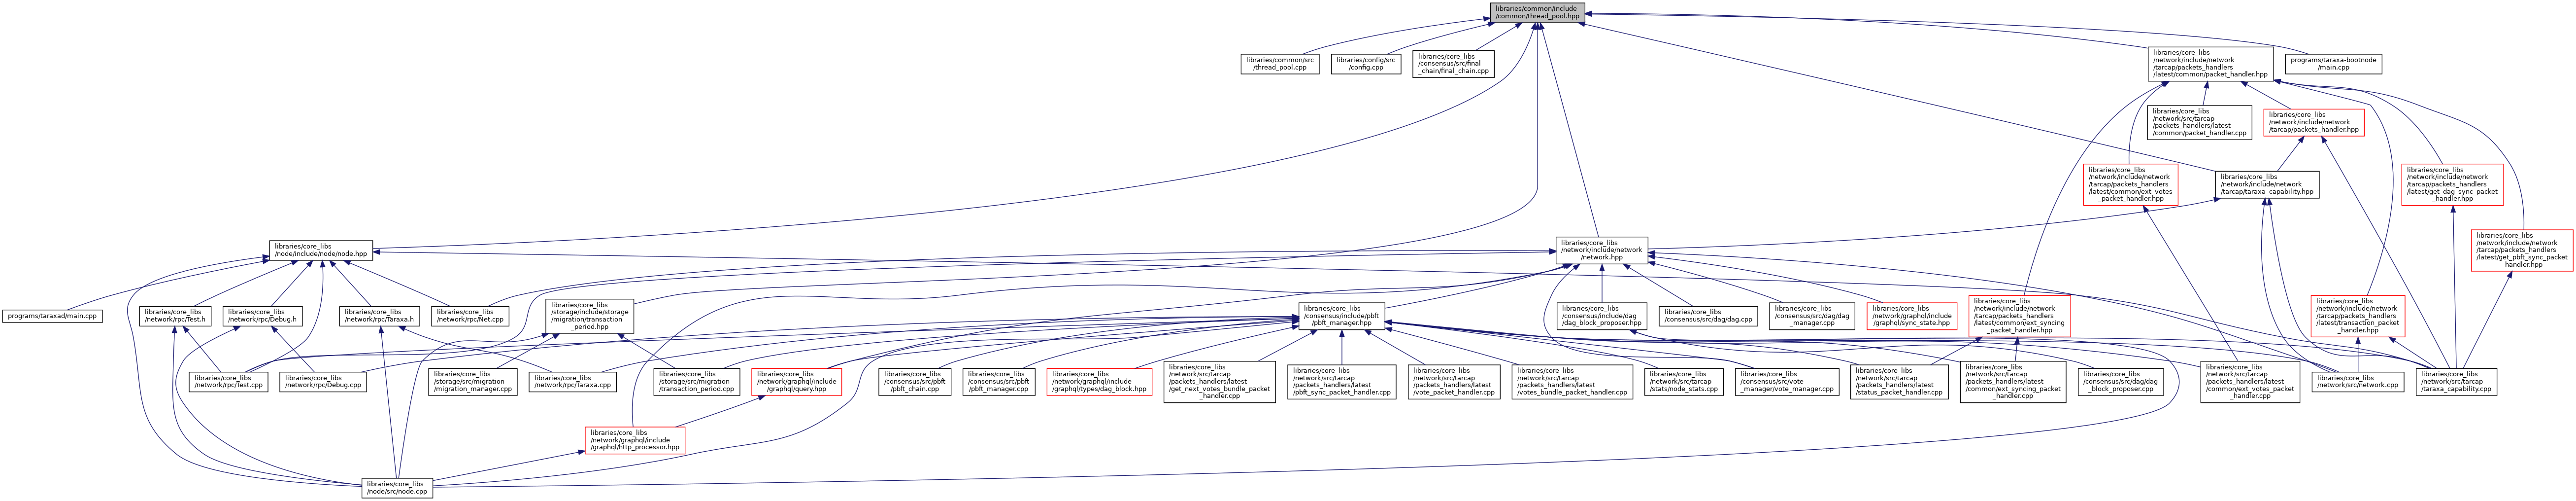 libraries/common/include
/common/thread_pool.hpp
libraries/common/src
/thread_pool.cpp
libraries/config/src
/config.cpp
libraries/core_libs
/consensus/src/final
_chain/final_chain.cpp
libraries/core_libs
/network/include/network
/tarcap/packets_handlers
/latest/common/packet_handler.hpp
programs/taraxa-bootnode
/main.cpp
libraries/core_libs
/network/src/tarcap
/packets_handlers/latest
/common/packet_handler.cpp
libraries/core_libs
/network/include/network
/tarcap/packets_handler.hpp
libraries/core_libs
/network/include/network
/tarcap/packets_handlers
/latest/common/ext_votes
_packet_handler.hpp
libraries/core_libs
/network/include/network
/tarcap/taraxa_capability.hpp
libraries/core_libs
/network/include/network
/tarcap/packets_handlers
/latest/get_dag_sync_packet
_handler.hpp
libraries/core_libs
/node/include/node/node.hpp
libraries/core_libs
/network/include/network
/network.hpp
libraries/core_libs
/network/include/network
/tarcap/packets_handlers
/latest/get_pbft_sync_packet
_handler.hpp
programs/taraxad/main.cpp
libraries/core_libs
/network/rpc/Test.h
libraries/core_libs
/network/rpc/Debug.h
libraries/core_libs
/network/rpc/Taraxa.h
libraries/core_libs
/network/rpc/Net.cpp
libraries/core_libs
/storage/include/storage
/migration/transaction
_period.hpp
libraries/core_libs
/consensus/include/pbft
/pbft_manager.hpp
libraries/core_libs
/consensus/include/dag
/dag_block_proposer.hpp
libraries/core_libs
/consensus/src/dag/dag.cpp
libraries/core_libs
/consensus/src/dag/dag
_manager.cpp
libraries/core_libs
/network/graphql/include
/graphql/sync_state.hpp
libraries/core_libs
/network/include/network
/tarcap/packets_handlers
/latest/common/ext_syncing
_packet_handler.hpp
libraries/core_libs
/network/include/network
/tarcap/packets_handlers
/latest/transaction_packet
_handler.hpp
libraries/core_libs
/network/rpc/Test.cpp
libraries/core_libs
/network/rpc/Debug.cpp
libraries/core_libs
/storage/src/migration
/migration_manager.cpp
libraries/core_libs
/network/rpc/Taraxa.cpp
libraries/core_libs
/storage/src/migration
/transaction_period.cpp
libraries/core_libs
/network/graphql/include
/graphql/query.hpp
libraries/core_libs
/consensus/src/pbft
/pbft_chain.cpp
libraries/core_libs
/consensus/src/pbft
/pbft_manager.cpp
libraries/core_libs
/network/graphql/include
/graphql/types/dag_block.hpp
libraries/core_libs
/network/src/tarcap
/packets_handlers/latest
/get_next_votes_bundle_packet
_handler.cpp
libraries/core_libs
/network/src/tarcap
/packets_handlers/latest
/pbft_sync_packet_handler.cpp
libraries/core_libs
/network/src/tarcap
/packets_handlers/latest
/vote_packet_handler.cpp
libraries/core_libs
/network/src/tarcap
/packets_handlers/latest
/votes_bundle_packet_handler.cpp
libraries/core_libs
/network/src/tarcap
/stats/node_stats.cpp
libraries/core_libs
/consensus/src/vote
_manager/vote_manager.cpp
libraries/core_libs
/network/src/tarcap
/packets_handlers/latest
/status_packet_handler.cpp
libraries/core_libs
/network/src/tarcap
/packets_handlers/latest
/common/ext_syncing_packet
_handler.cpp
libraries/core_libs
/consensus/src/dag/dag
_block_proposer.cpp
libraries/core_libs
/network/src/tarcap
/packets_handlers/latest
/common/ext_votes_packet
_handler.cpp
libraries/core_libs
/network/src/network.cpp
libraries/core_libs
/network/src/tarcap
/taraxa_capability.cpp
libraries/core_libs
/network/graphql/include
/graphql/http_processor.hpp
libraries/core_libs
/node/src/node.cpp